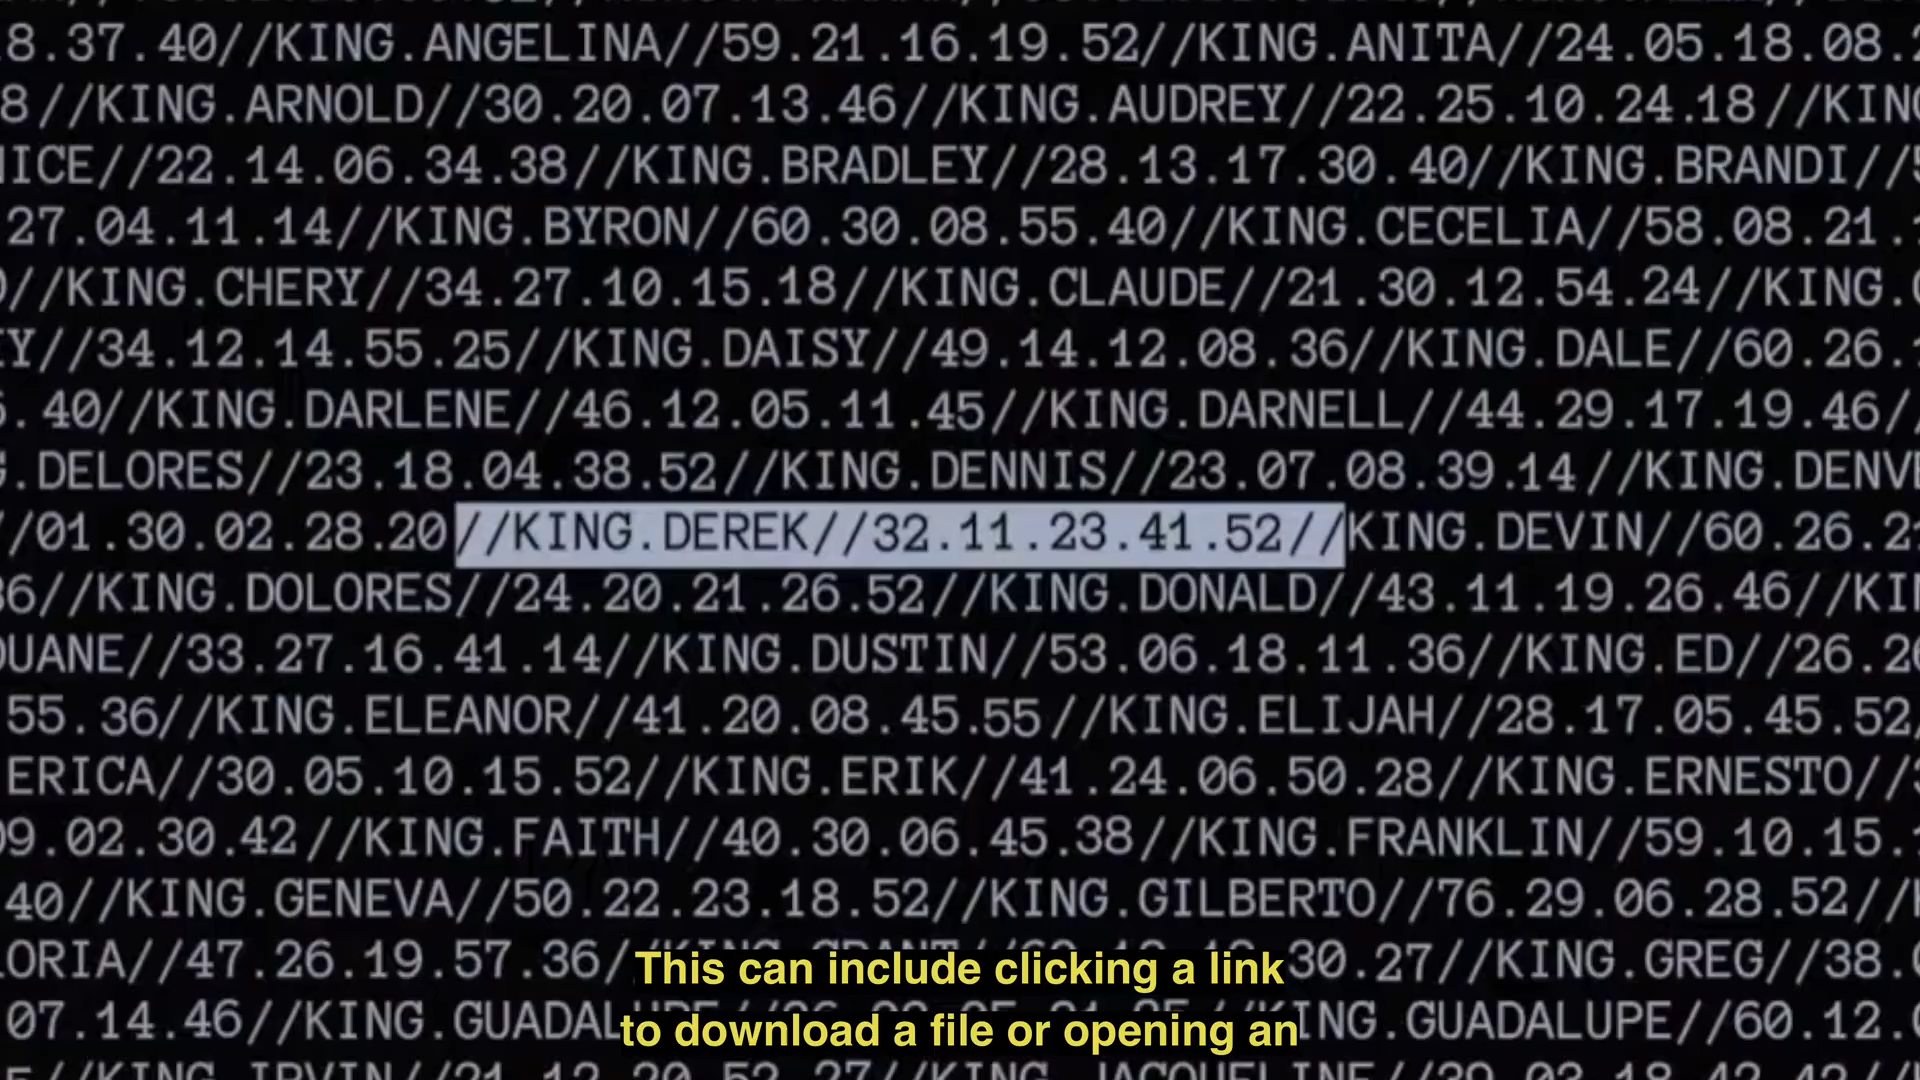 8.37.40//KING.ANGELINA//59.21.16.19.52//KING.ANITA//24.05.18.08.
8//KING.ARNOLD//30.20.07.13.46//KING.AUDREY//22.25.10.24.18//KING
NICE//22.14.06.34.38//KING.BRADLEY//28.13.17.30.40//KING.BRANDI//5
27.04.11.14//KING.BYRON//60.30.08.55.40//KING.CECELIA//58.08.21.
//KING.CHERY//34.27.10.15.18//KING.CLAUDE//21.30.12.54.24//KING.
Y//34.12.14.55.25//KING.DAISY//49.14.12.08.36//KING.DALE//60.26.
.40//KING.DARLENE//46.12.05.11.45//KING.DARNELL//44.29.17.19.46/
.DELORES//23.18.04.38.52//KING.DENNIS//23.07.08.39.14//KING.DENVE
//01.30.02.28.20//KING.DEREK//32.11.23.41.52//KING.DEVIN//60.26.2
36//KING.DOLORES//24.20.21.26.52//KING.DONALD//43.11.19.26.46//KIN
DUANE//33.27.16.41.14//KING.DUSTIN//53.06.18.11.36//KING.ED//26.26
55.36//KING.ELEANOR//41.20.08.45.55//KING.ELIJAH//28.17.05.45.52/
ERICA//30.05.10.15.52//KING.ERIK//41.24.06.50.28//KING.ERNESTO//
09.02.30.42//KING.FAITH//40.30.06.45.38//KING.FRANKLIN//59.10.15.
40//KING.GENEVA//50.22.23.18.52//KING.GILBERTO//76.29.06.28.52//
ORIA//47.26.19.57.36/ 30.27//KING.GREG//38.
07.14.46//KING.GUADAL ING.GUADALUPE//60.12.
This can include clicking a link
to download a file or opening an